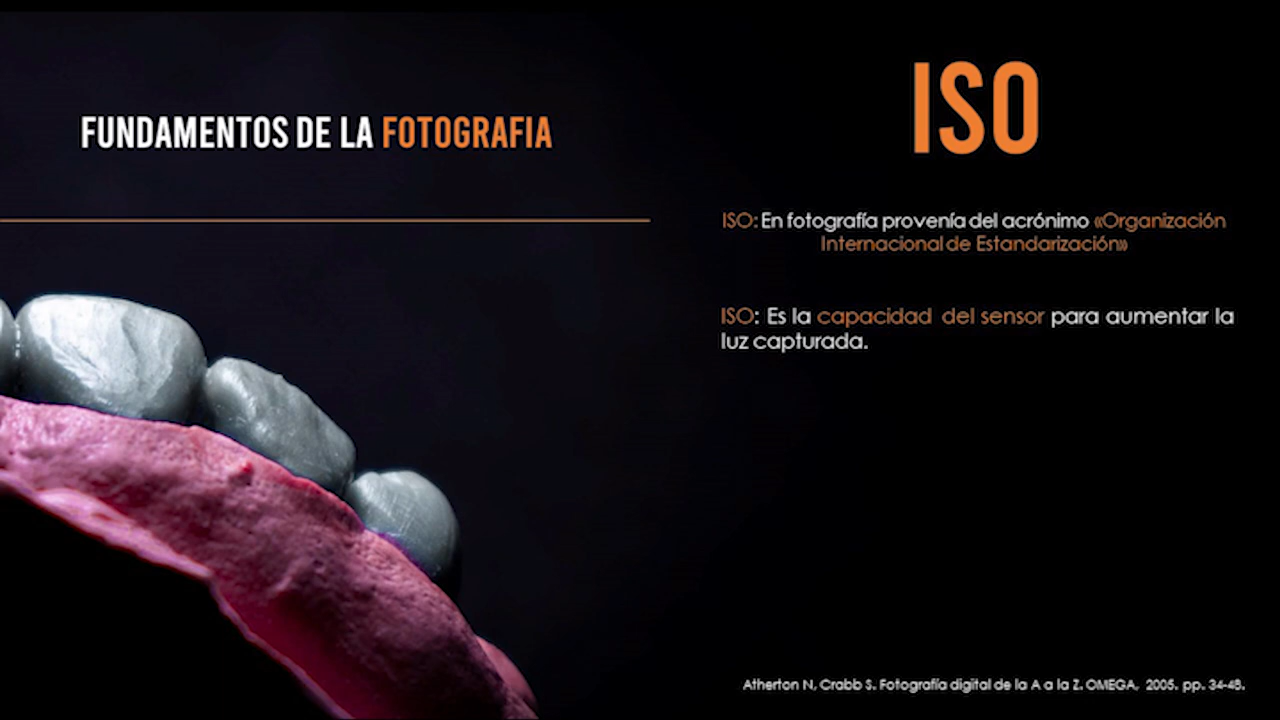 FUNDAMENTOS DE LA FOTOGRAFIA
ISO
ISO: En fotografía provenía del acrónimo «Organización
Internacional de Estandarización»
ISO: Es la capacidad del sensor para aumentar la
luz capturada.
Atherton N, Crabb S. Fotografía digital de la A a la Z. OMEGA, 2005. pp. 34-48.